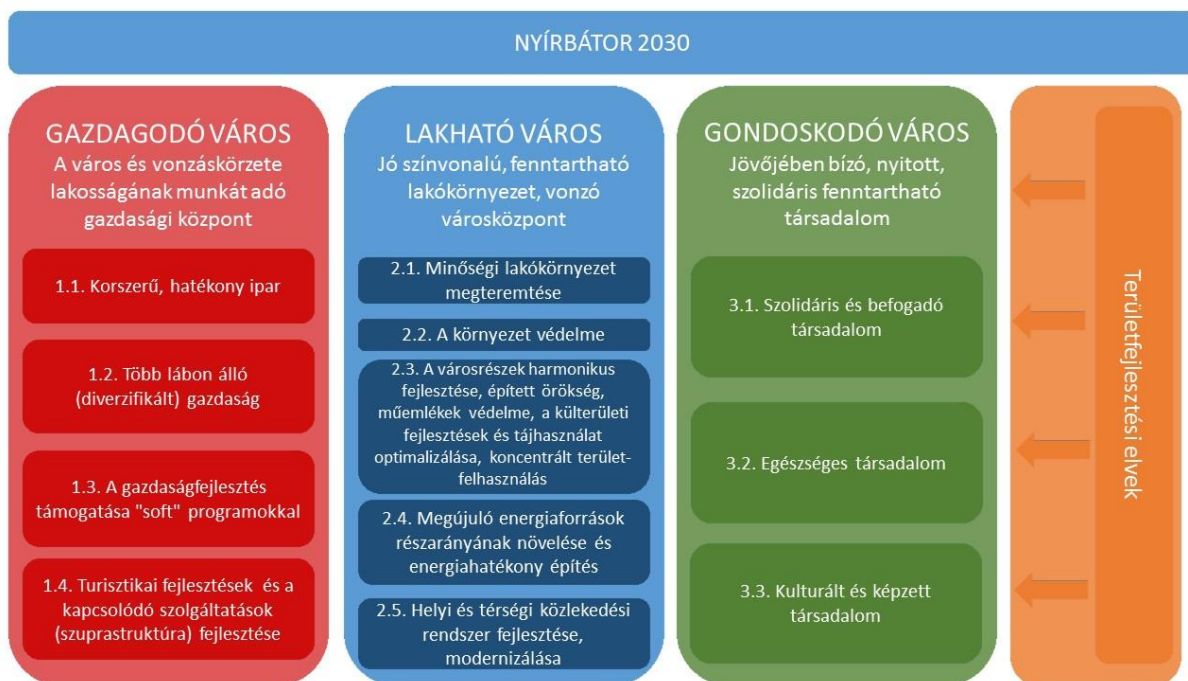 NYÍRBÁTOR 2030
GAZDAGODÓ VÁROS
A város és vonzáskörzete
lakosságának munkát adó
gazdasági központ
1.1. Korszerű, hatékony ipar
1.2. Több lábon álló
(diverzifikált) gazdaság
1.3. A gazdaságfejlesztés
támogatása "soft" programokkal
1.4. Turisztikai fejlesztések és a
kapcsolódó szolgáltatások
(szuprastruktúra) fejlesztése
LAKHATÓ VÁROS
Jó színvonalú, fenntartható
lakókörnyezet, vonzó
városközpont
2.1. Minőségi lakókörnyezet
megteremtése
2.2. A környezet védelme
2.3. A városrészek harmonikus
fejlesztése, épített örökség,
műemlékek védelme, a külterületi
fejlesztések és tájhasználat
optimalizálása, koncentrált terület-
felhasználás
2.4. Megújuló energiaforrások
részarányának növelése és
energiahatékony építés
2.5. Helyi és térségi közlekedési
rendszer fejlesztése,
modernizálása
GONDOSKODÓ VÁROS
Jövőjében bízó, nyitott,
szolidáris fenntartható
társadalom
3.1. Szolidáris és befogadó
társadalom
3.2. Egészséges társadalom
3.3. Kulturált és képzett
társadalom
Területfejlesztési elvek